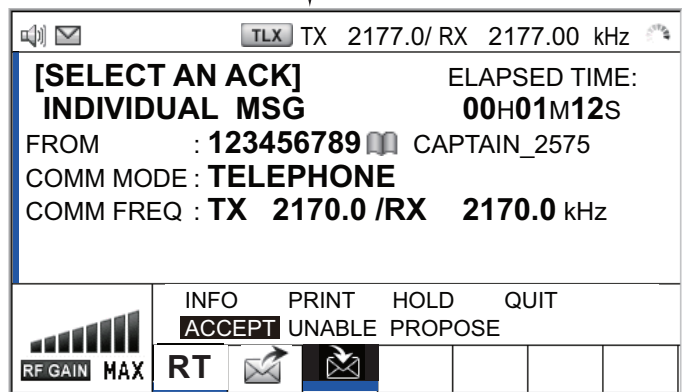 TLX TX 2177.0/ RX 2177.00 kHz
[SELECT AN ACK] ELAPSED TIME:
INDIVIDUAL MSG 00H01M12S
FROM : 123456789 CAPTAIN_2575
COMM MODE : TELEPHONE
COMM FREQ : TX 2170.0 /RX 2170.0 kHz
INFO PRINT HOLD QUIT
ACCEPT UNABLE PROPOSE
RF GAIN MAX RT